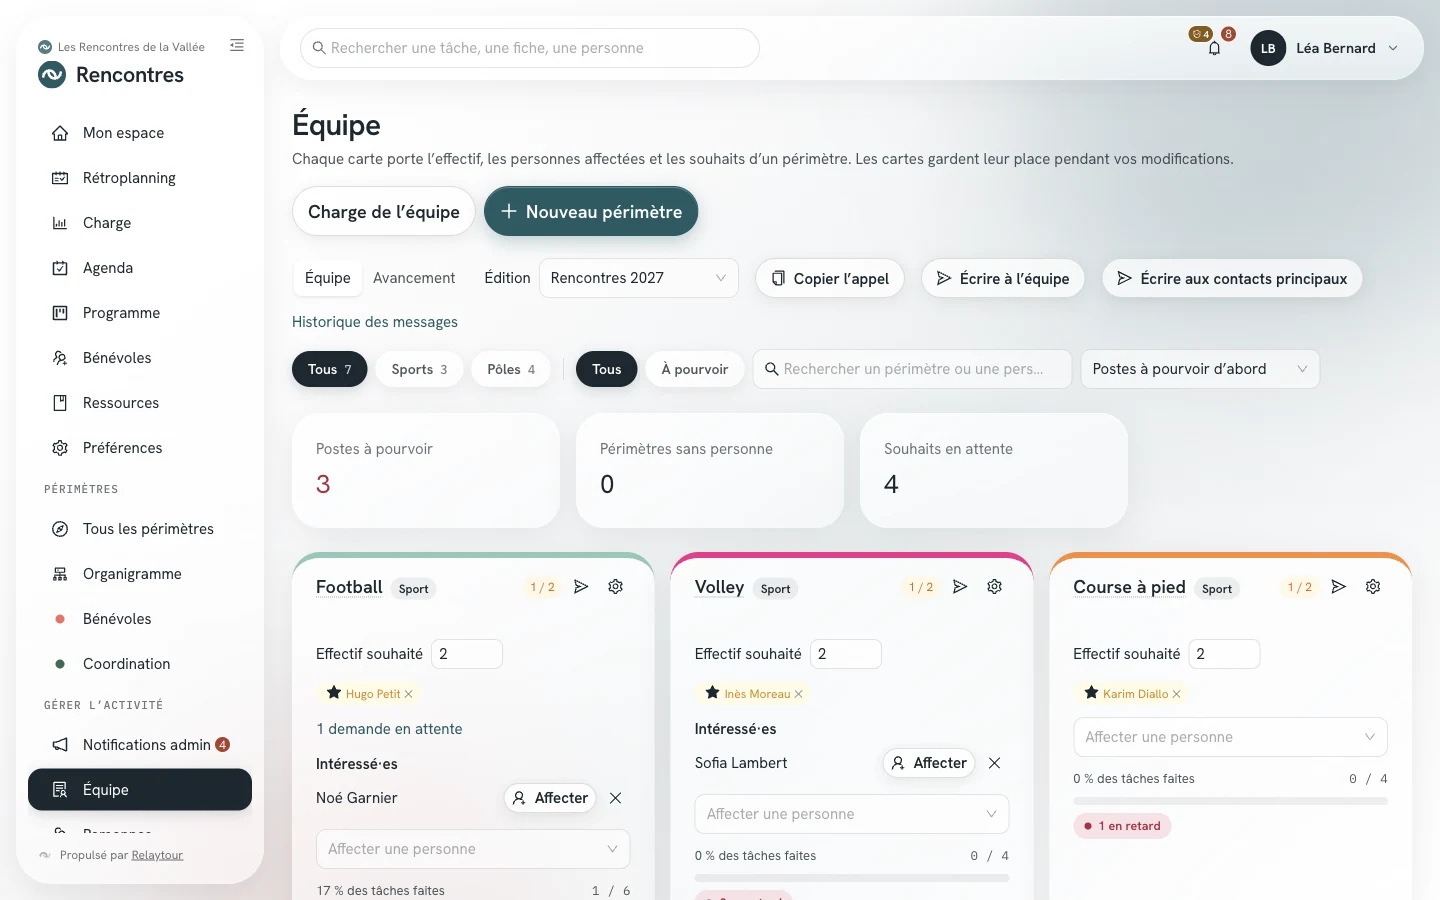 Les Rencontres de la Vallée
Rencontres
Mon espace
Rétroplanning
Charge
Agenda
Programme
Bénévoles
Ressources
Préférences
PÉRIMÈTRES
Tous les périmètres
Organigramme
Bénévoles
Coordination
GÉRER L’ACTIVITÉ
Notifications admin 4
Équipe
Propulsé par Relaytour
Rechercher une tâche, une fiche, une personne
4
8
LB Léa Bernard
Équipe
Chaque carte porte l’effectif, les personnes affectées et les souhaits d’un périmètre. Les cartes gardent leur place pendant vos modifications.
Charge de l’équipe
Nouveau périmètre
Équipe Avancement Édition Rencontres 2027 Copier l’appel Écrire à l’équipe Écrire aux contacts principaux
Historique des messages
Tous 7 Sports 3 Pôles 4 Tous À pourvoir Rechercher un périmètre ou une pers... Postes à pourvoir d’abord
Postes à pourvoir
3
Périmètres sans personne
0
Souhaits en attente
4
Football Sport 1 / 2
Effectif souhaité 2
Hugo Petit
1 demande en attente
Intéressé·es
Noé Garnier Affecter
Affecter une personne
17 % des tâches faites 1 / 6
Volley Sport 1 / 2
Effectif souhaité 2
Inès Moreau
Intéressé·es
Sofia Lambert Affecter
Affecter une personne
0 % des tâches faites 0 / 4
Course à pied Sport 1 / 2
Effectif souhaité 2
Karim Diallo
Affecter une personne
0 % des tâches faites 0 / 4
1 en retard